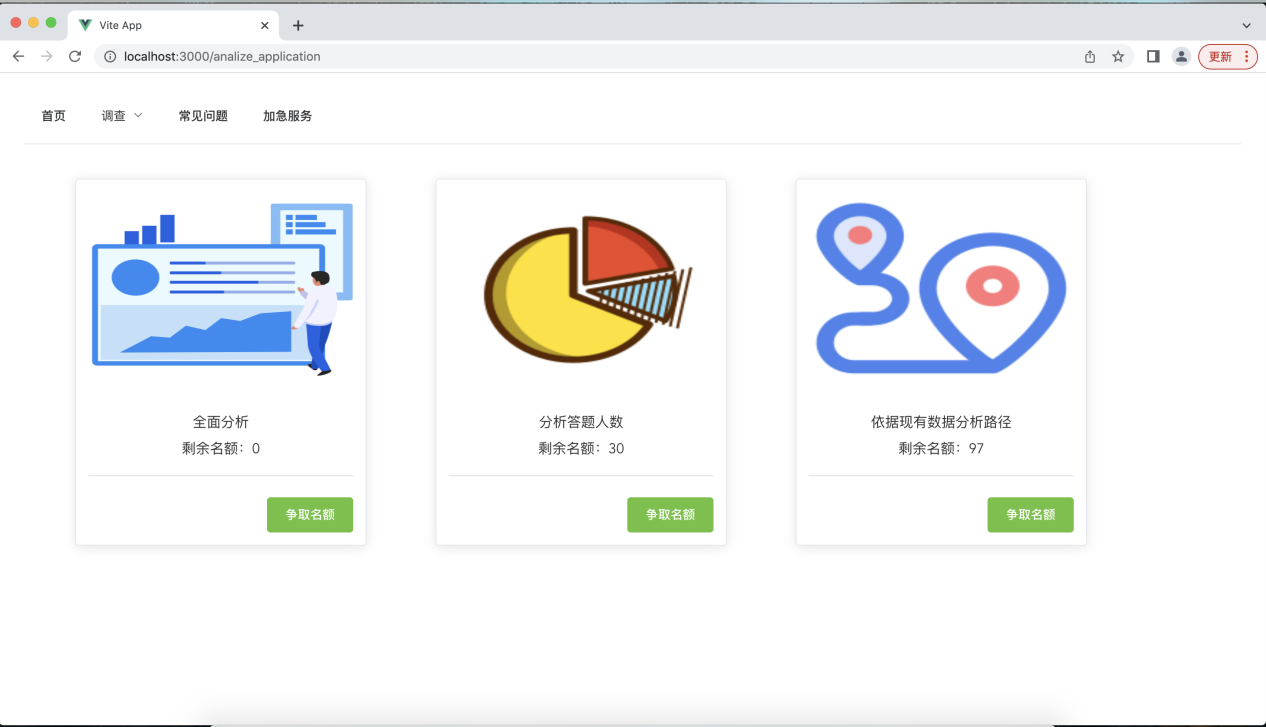 Vite App
localhost:3000/analize_application
更新
首页
调查
常见问题
加急服务
全面分析
剩余名额：0
争取名额
分析答题人数
剩余名额：30
争取名额
依据现有数据分析路径
剩余名额：97
争取名额